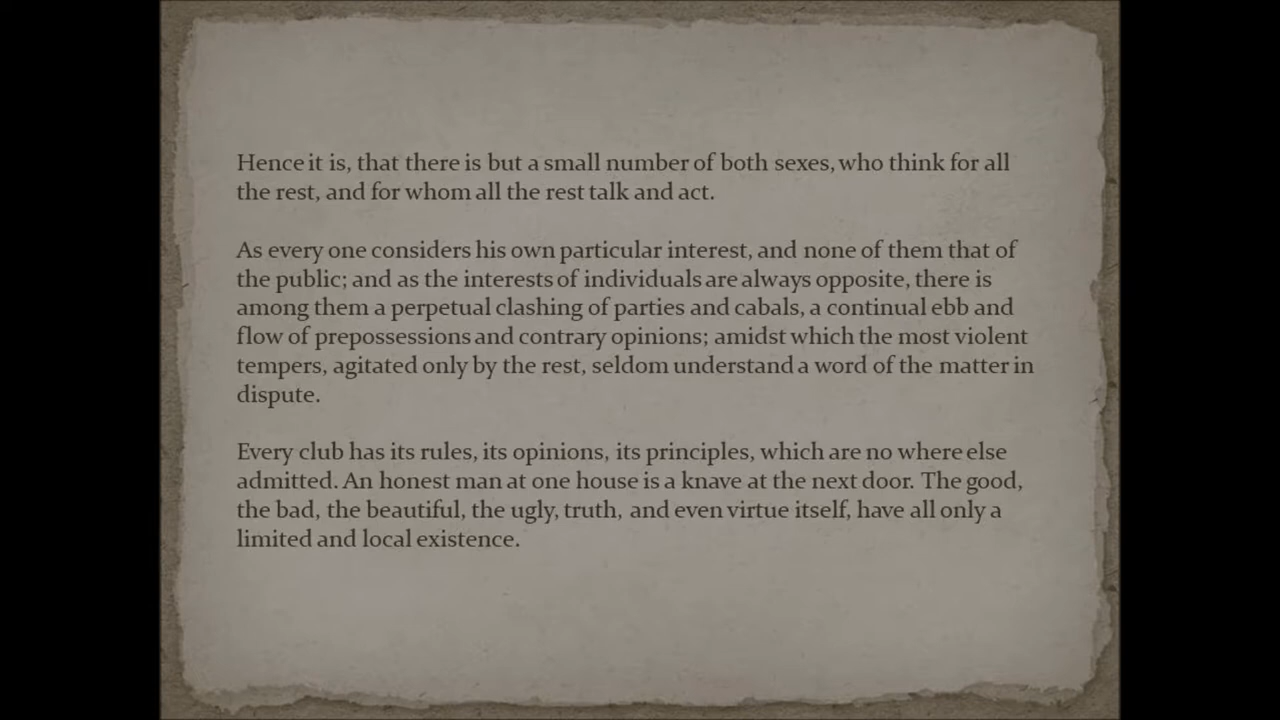 Hence it is, that there is but a small number of both sexes, who think for all
the rest, and for whom all the rest talk and act.
As every one considers his own particular interest, and none of them that of
the public; and as the interests of individuals are always opposite, there is
among them a perpetual clashing of parties and cabals, a continual ebb and
flow of prepossessions and contrary opinions; amidst which the most violent
tempers, agitated only by the rest, seldom understand a word of the matter in
dispute.
Every club has its rules, its opinions, its principles, which are no where else
admitted. An honest man at one house is a knave at the next door. The good,
the bad, the beautiful, the ugly, truth, and even virtue itself, have all only a
limited and local existence.